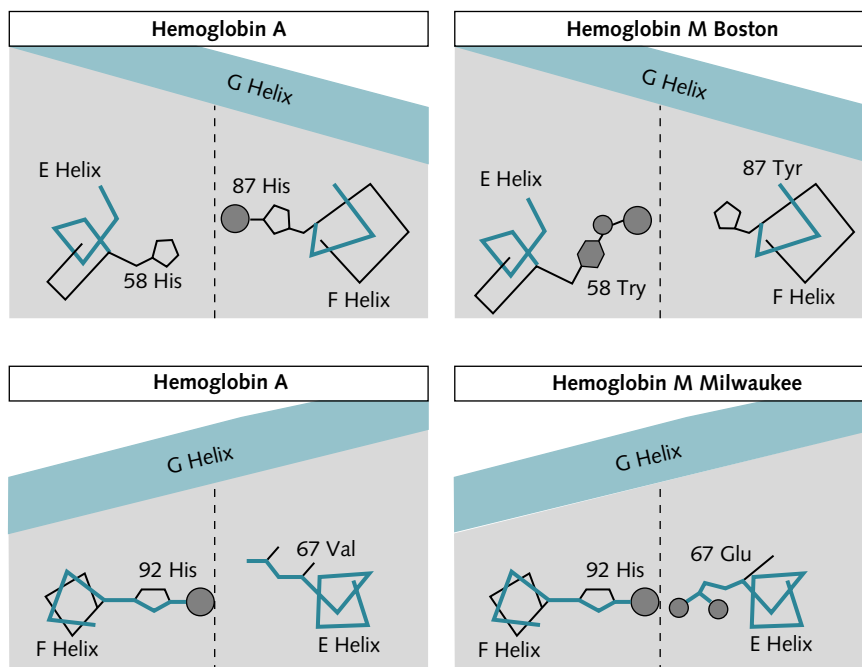 Hemoglobin A
G Helix
E Helix
87 His
58 His
F Helix
Hemoglobin M Boston
G Helix
E Helix
87 Tyr
58 Try
F Helix
Hemoglobin A
G Helix
92 His
67 Val
F Helix
E Helix
Hemoglobin M Milwaukee
G Helix
92 His
67 Glu
F Helix
E Helix